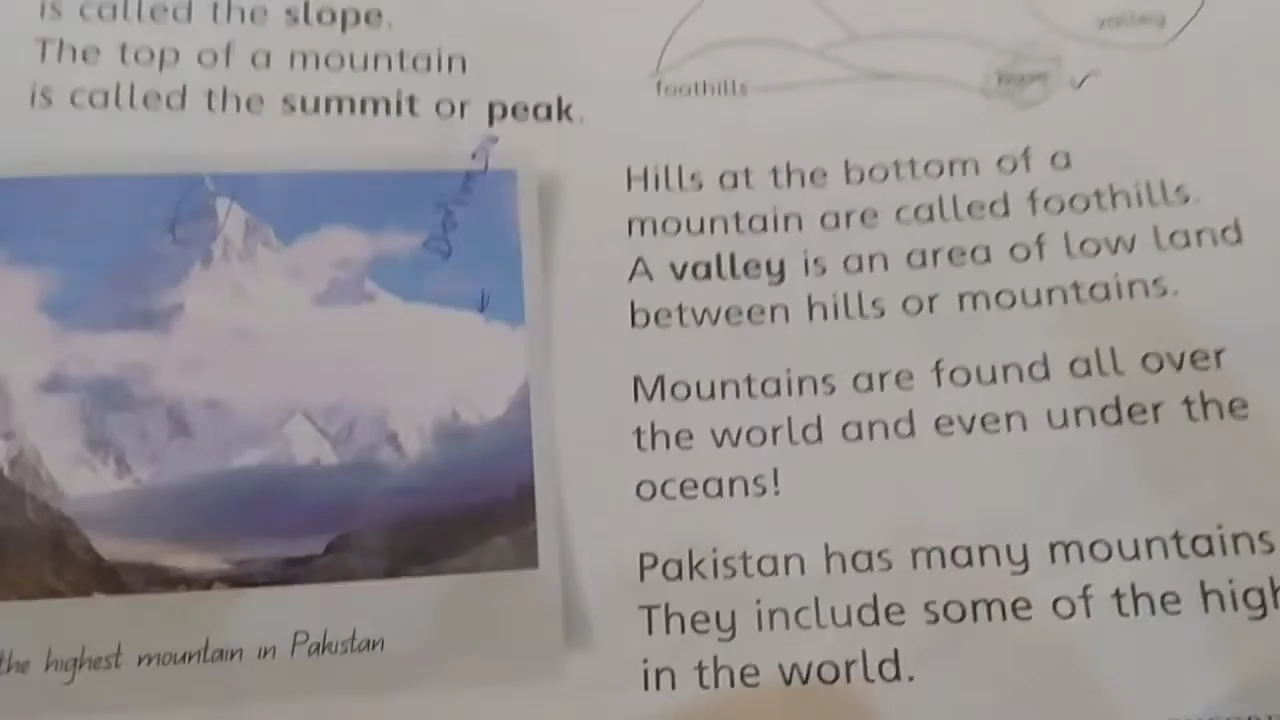 is called the slope.
The top of a mountain
is called the summit or peak.
the highest mountain in Pakistan
valley
foothills
Hills at the bottom of a
mountain are called foothills.
A valley is an area of low land
between hills or mountains.
Mountains are found all over
the world and even under the
oceans!
Pakistan has many mountains
They include some of the high
in the world.